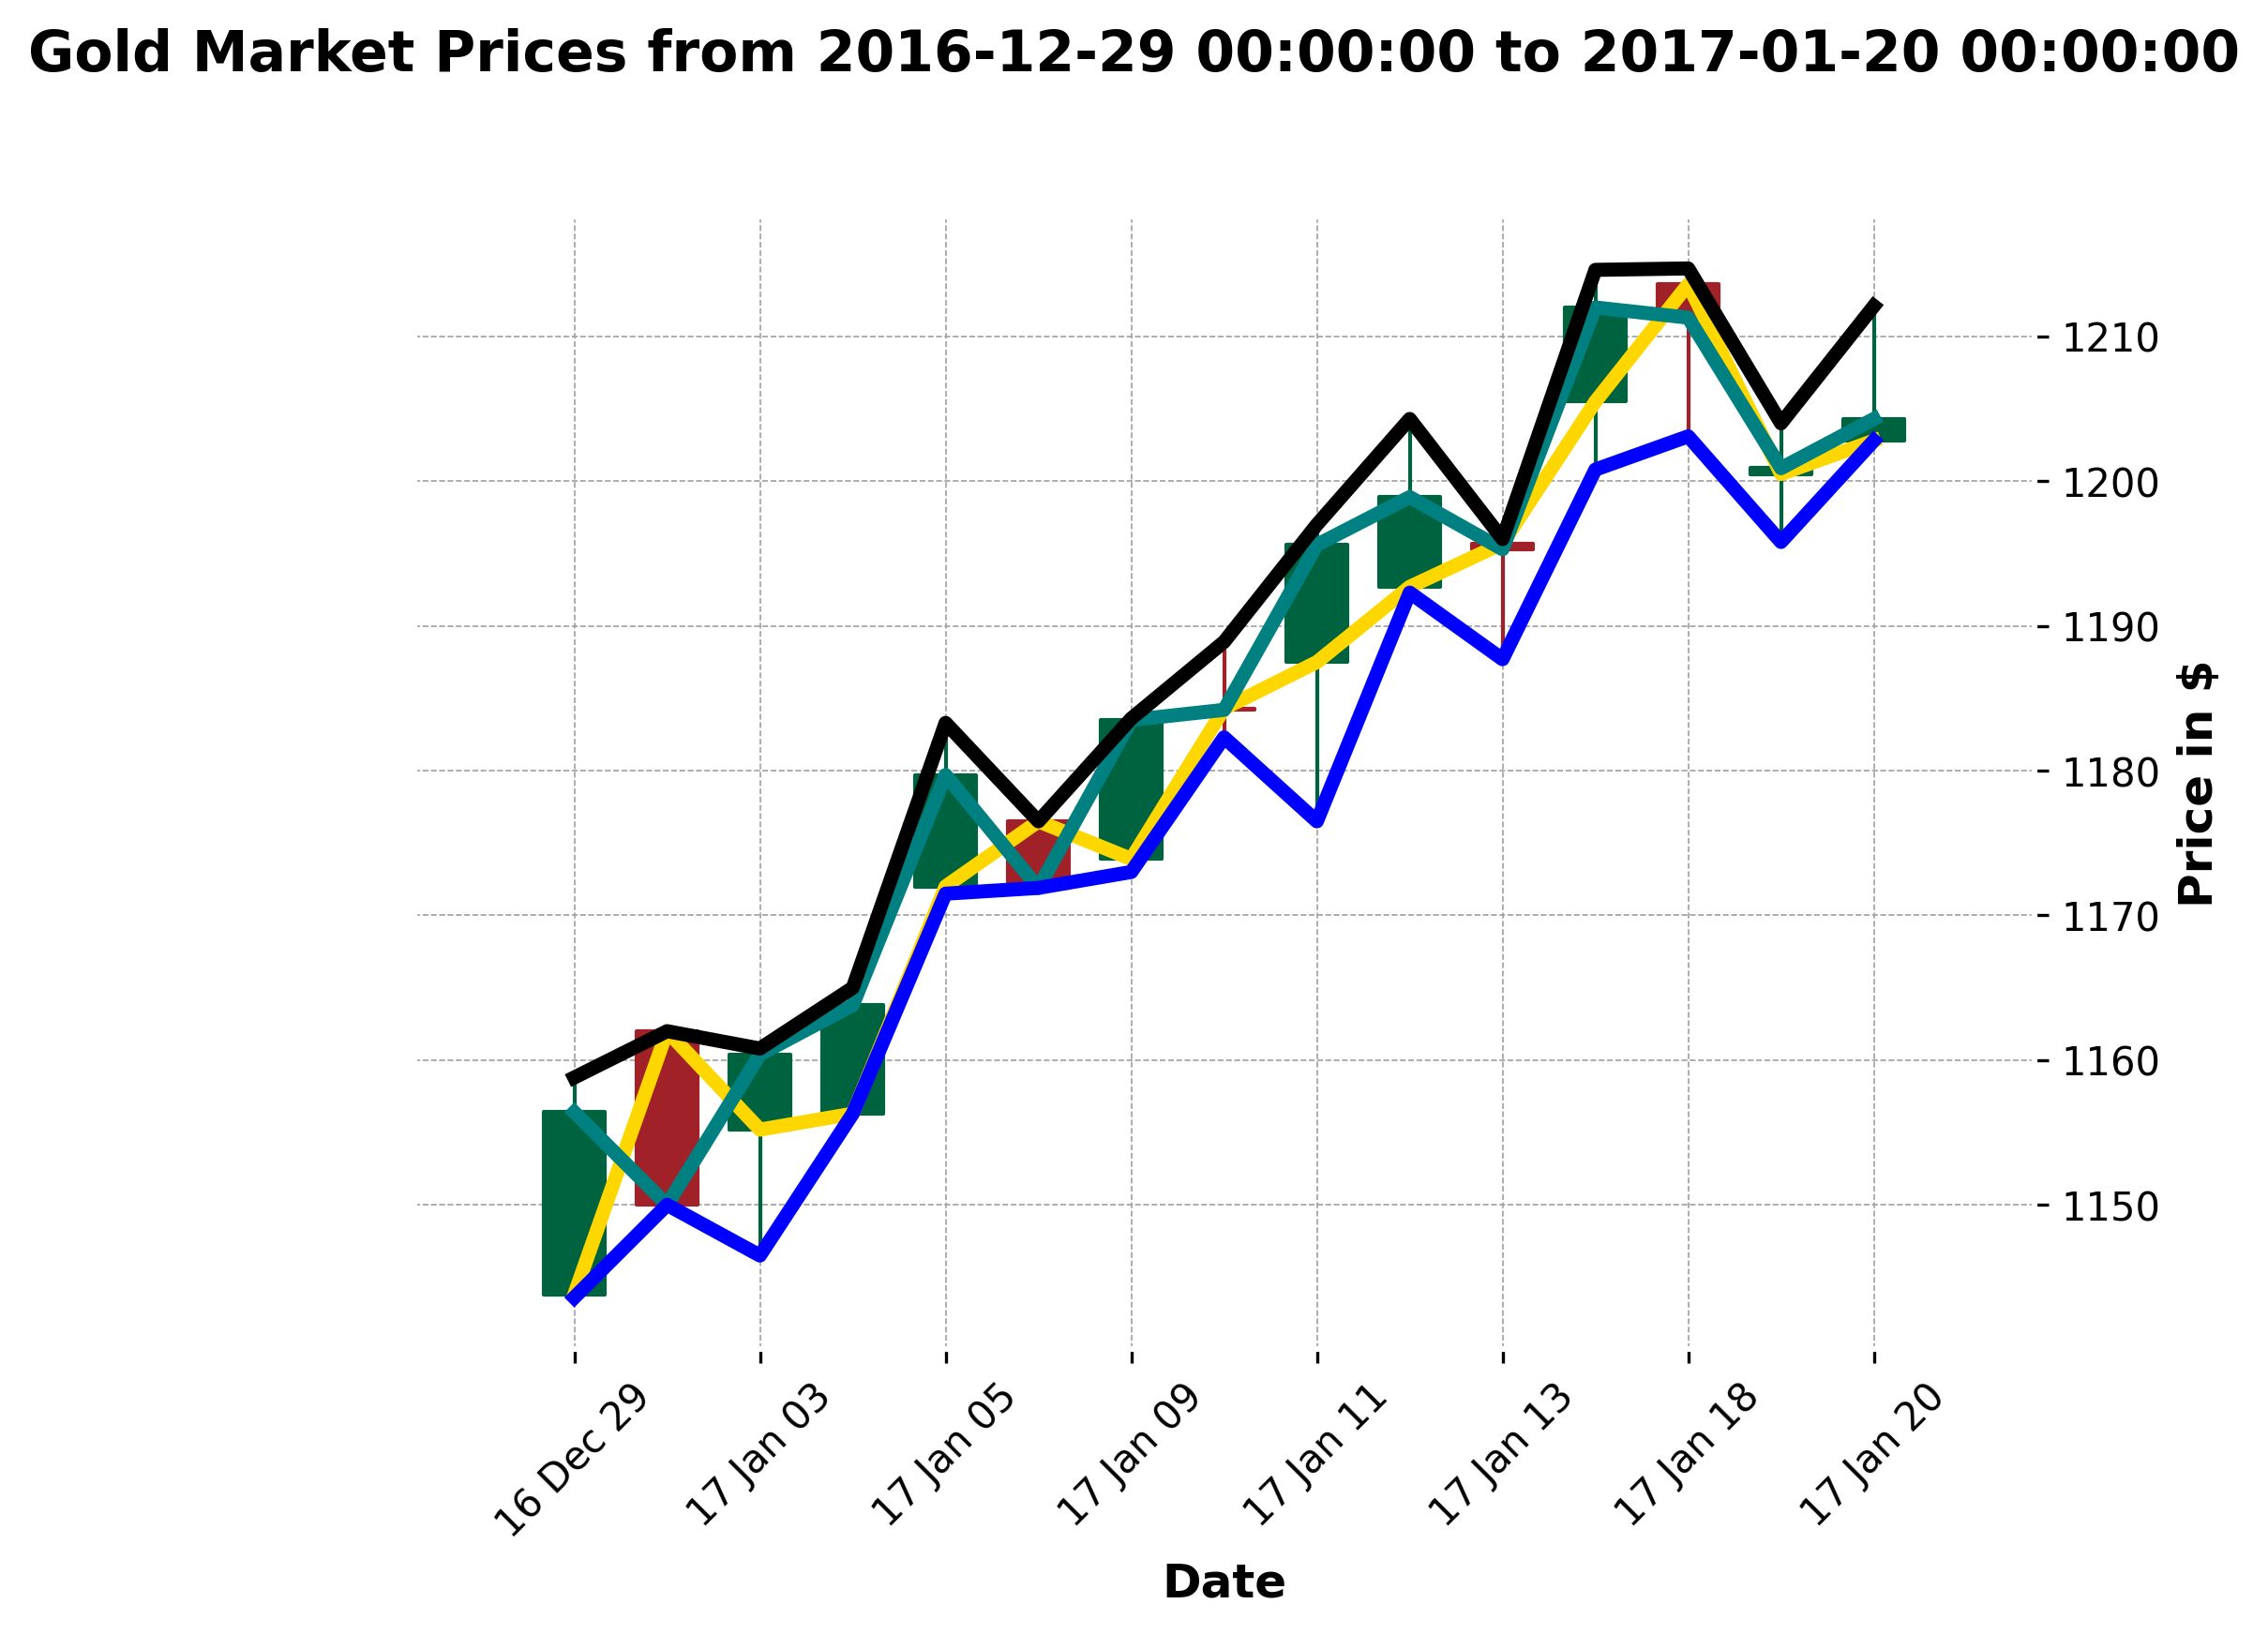 Gold Market Prices from 2016-12-29 00:00:00 to 2017-01-20 00:00:00
1210
1200
1190
1180
1170
1160
1150
Price in $
16 Dec 29
17 Jan 03
17 Jan 05
17 Jan 09
17 Jan 11
17 Jan 13
17 Jan 18
17 Jan 20
Date